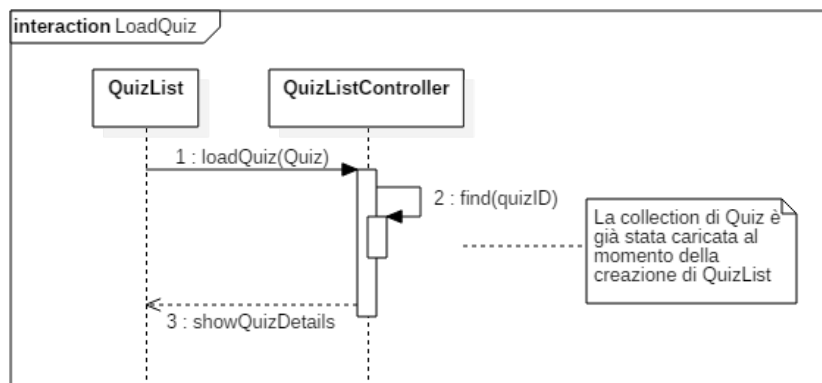 interaction LoadQuiz
QuizList
QuizListController
1 : loadQuiz(Quiz)
2 : find(quizID)
La collection di Quiz è
già stata caricata al
momento della
creazione di QuizList
3 : showQuizDetails